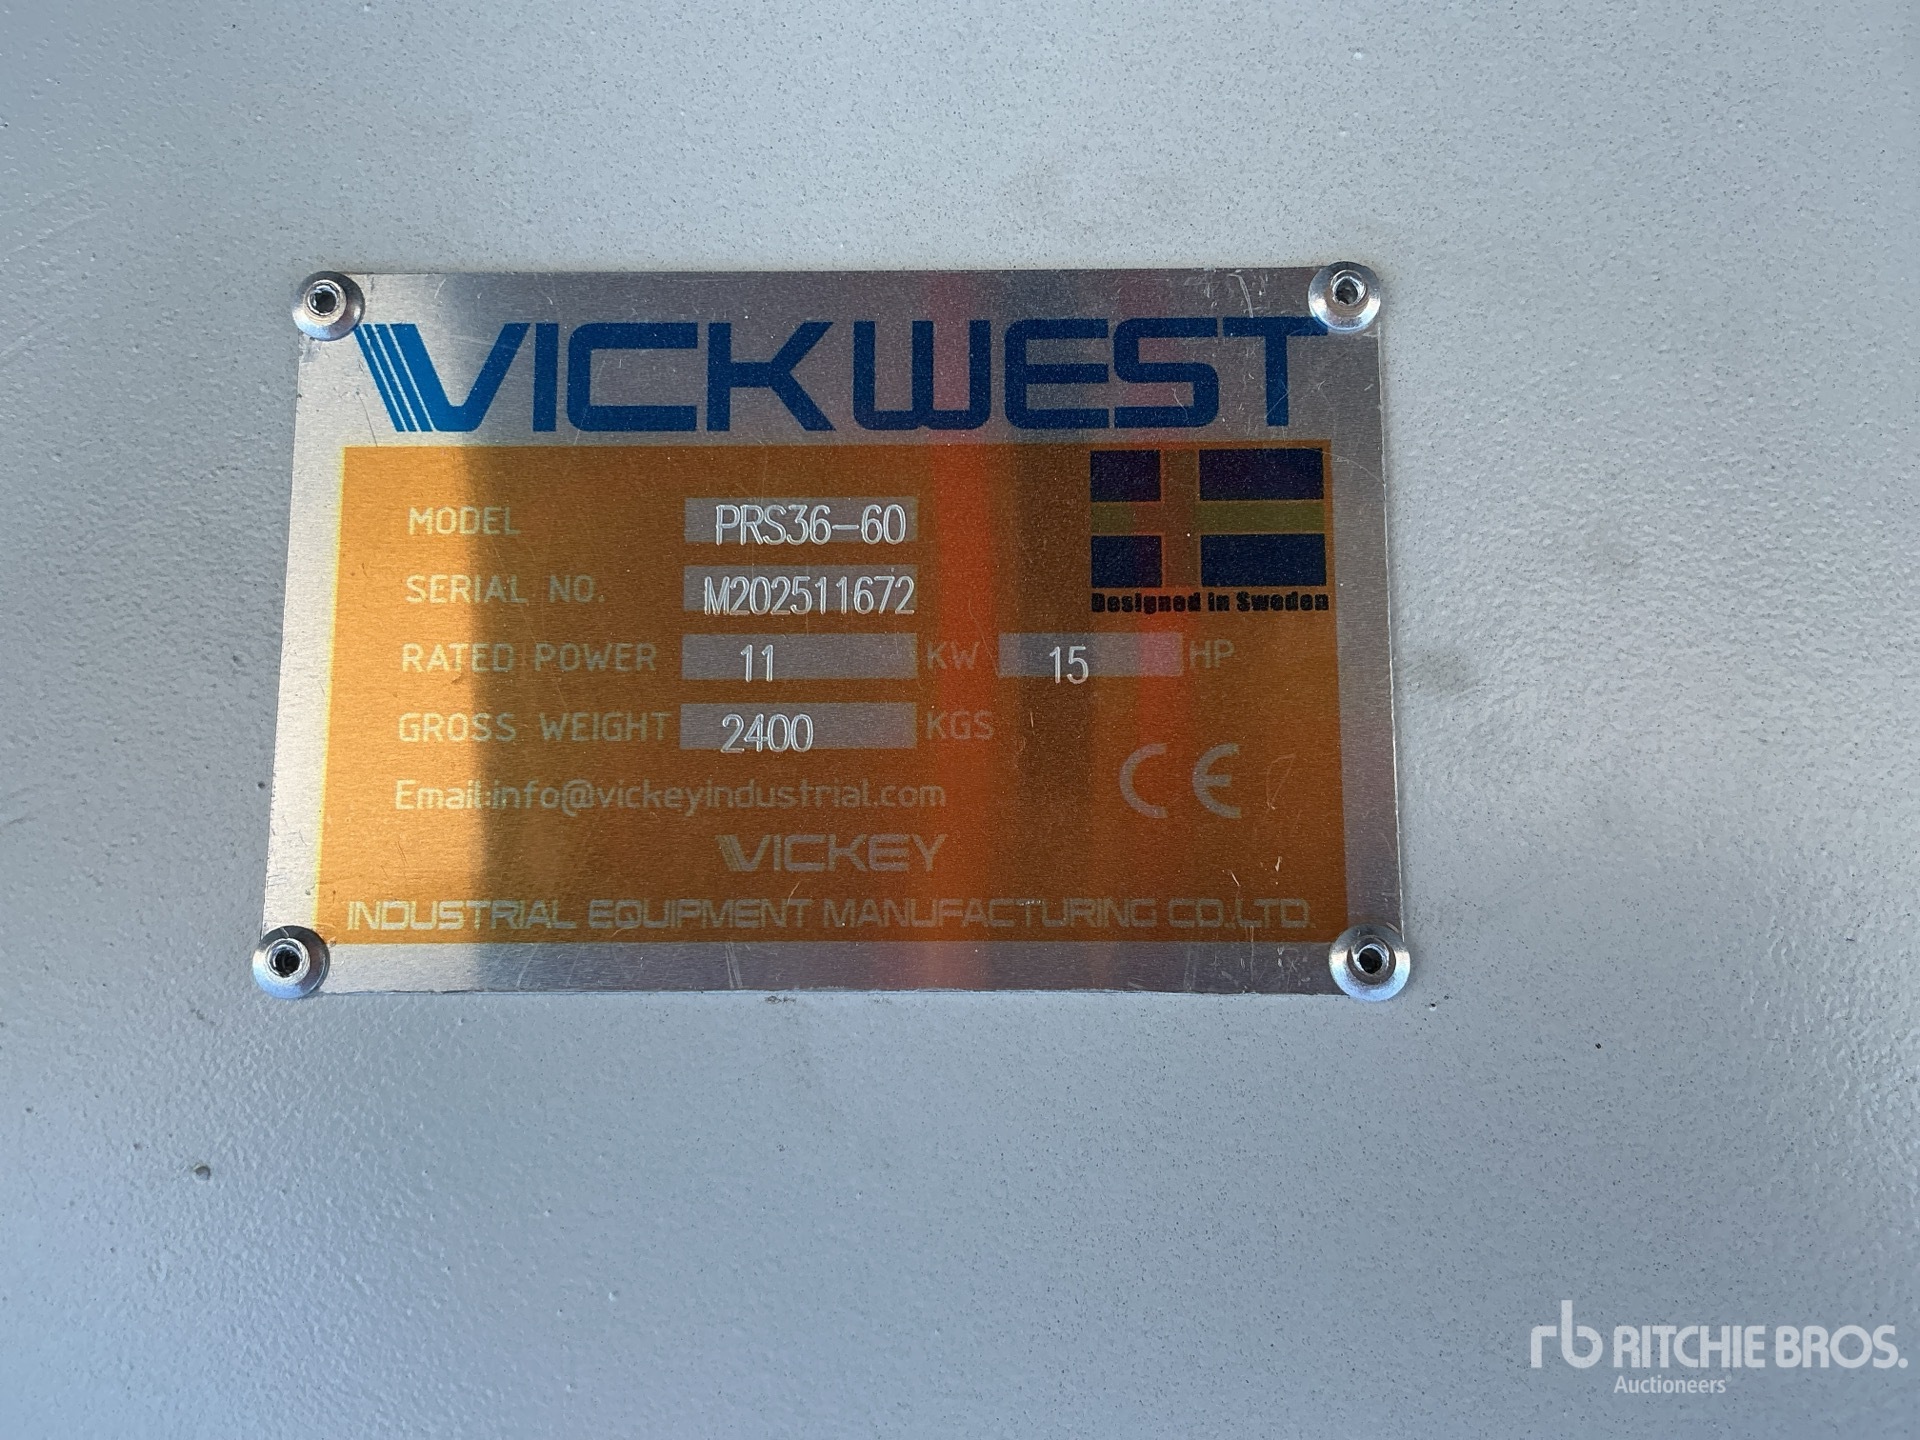 VICKWEST
MODEL PRS36-60
SERIAL NO. M202511672
Designed in Sweden
RATED POWER 11 KW 15 HP
GROSS WEIGHT 2400 KGS
Email:info@vickeyindustrial.com
CE
VICKEY
INDUSTRIAL EQUIPMENT MANUFACTURING CO.,LTD.
rb RITCHIE BROS.
Auctioneers